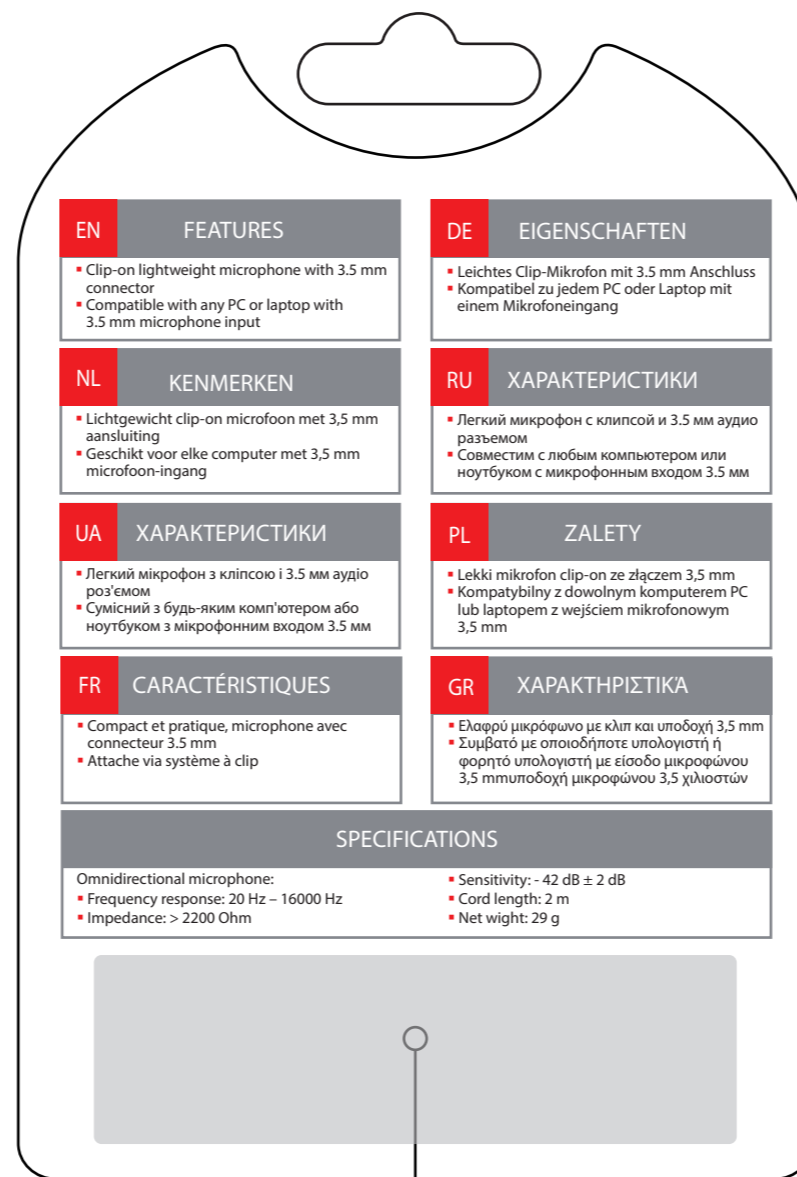 EN FEATURES
▪ Clip-on lightweight microphone with 3.5 mm
connector
▪ Compatible with any PC or laptop with
3.5 mm microphone input
DE EIGENSCHAFTEN
▪ Leichtes Clip-Mikrofon mit 3.5 mm Anschluss
▪ Kompatibel zu jedem PC oder Laptop mit
einem Mikrofoneingang
NL KENMERKEN
▪ Lichtgewicht clip-on microfoon met 3,5 mm
aansluiting
▪ Geschikt voor elke computer met 3,5 mm
microfoon-ingang
RU ХАРАКТЕРИСТИКИ
▪ Легкий микрофон с клипсой и 3.5 мм аудио
разъемом
▪ Совместим с любым компьютером или
ноутбуком с микрофонным входом 3.5 мм
UA ХАРАКТЕРИСТИКИ
▪ Легкий мікрофон з кліпсою і 3.5 мм аудіо
роз'ємом
▪ Сумісний з будь-яким комп'ютером або
ноутбуком з мікрофонним входом 3.5 мм
PL ZALETY
▪ Lekki mikrofon clip-on ze złączem 3,5 mm
▪ Kompatybilny z dowolnym komputerem PC
lub laptopem z wejściem mikrofonowym
3,5 mm
FR CARACTÉRISTIQUES
▪ Compact et pratique, microphone avec
connecteur 3.5 mm
▪ Attache via système à clip
GR ΧΑΡΑΚΤΗΡΙΣΤΙΚΆ
▪ Ελαφρύ μικρόφωνο με κλιπ και υποδοχή 3,5 mm
▪ Συμβατό με οποιοδήποτε υπολογιστή ή
φορητό υπολογιστή με είσοδο μικροφώνου
3,5 mmυποδοχή μικροφώνου 3,5 χιλιοστών
SPECIFICATIONS
Omnidirectional microphone:
▪ Frequency response: 20 Hz – 16000 Hz
▪ Impedance: > 2200 Ohm
▪ Sensitivity: - 42 dB ± 2 dB
▪ Cord length: 2 m
▪ Net wight: 29 g